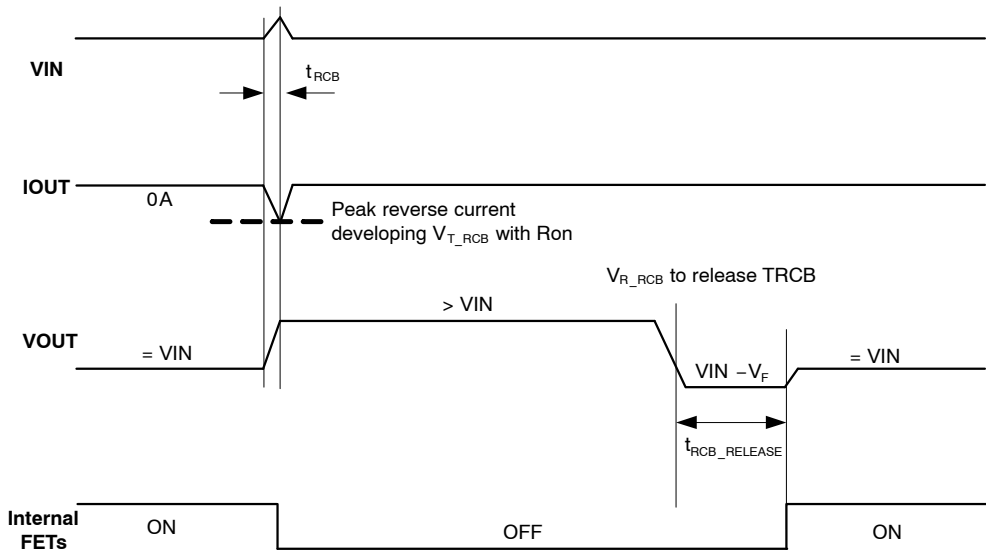 VIN
tRCB
IOUT
0A
Peak reverse current
developing VT_RCB with Ron
VR_RCB to release TRCB
> VIN
VOUT
= VIN
VIN −VF
= VIN
tRCB_RELEASE
Internal
FETs
ON
OFF
ON